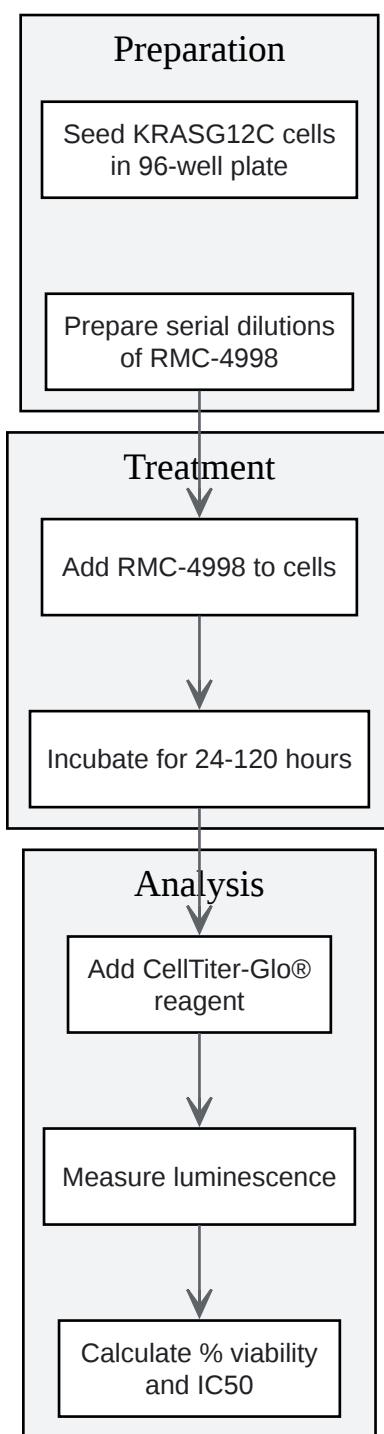 Preparation
Seed KRASG12C cells
in 96-well plate
Prepare serial dilutions
of RMC-4998
Treatment
Add RMC-4998 to cells
Incubate for 24-120 hours
Analysis
Add CellTiter-Glo®
reagent
Measure luminescence
Calculate % viability
and IC50